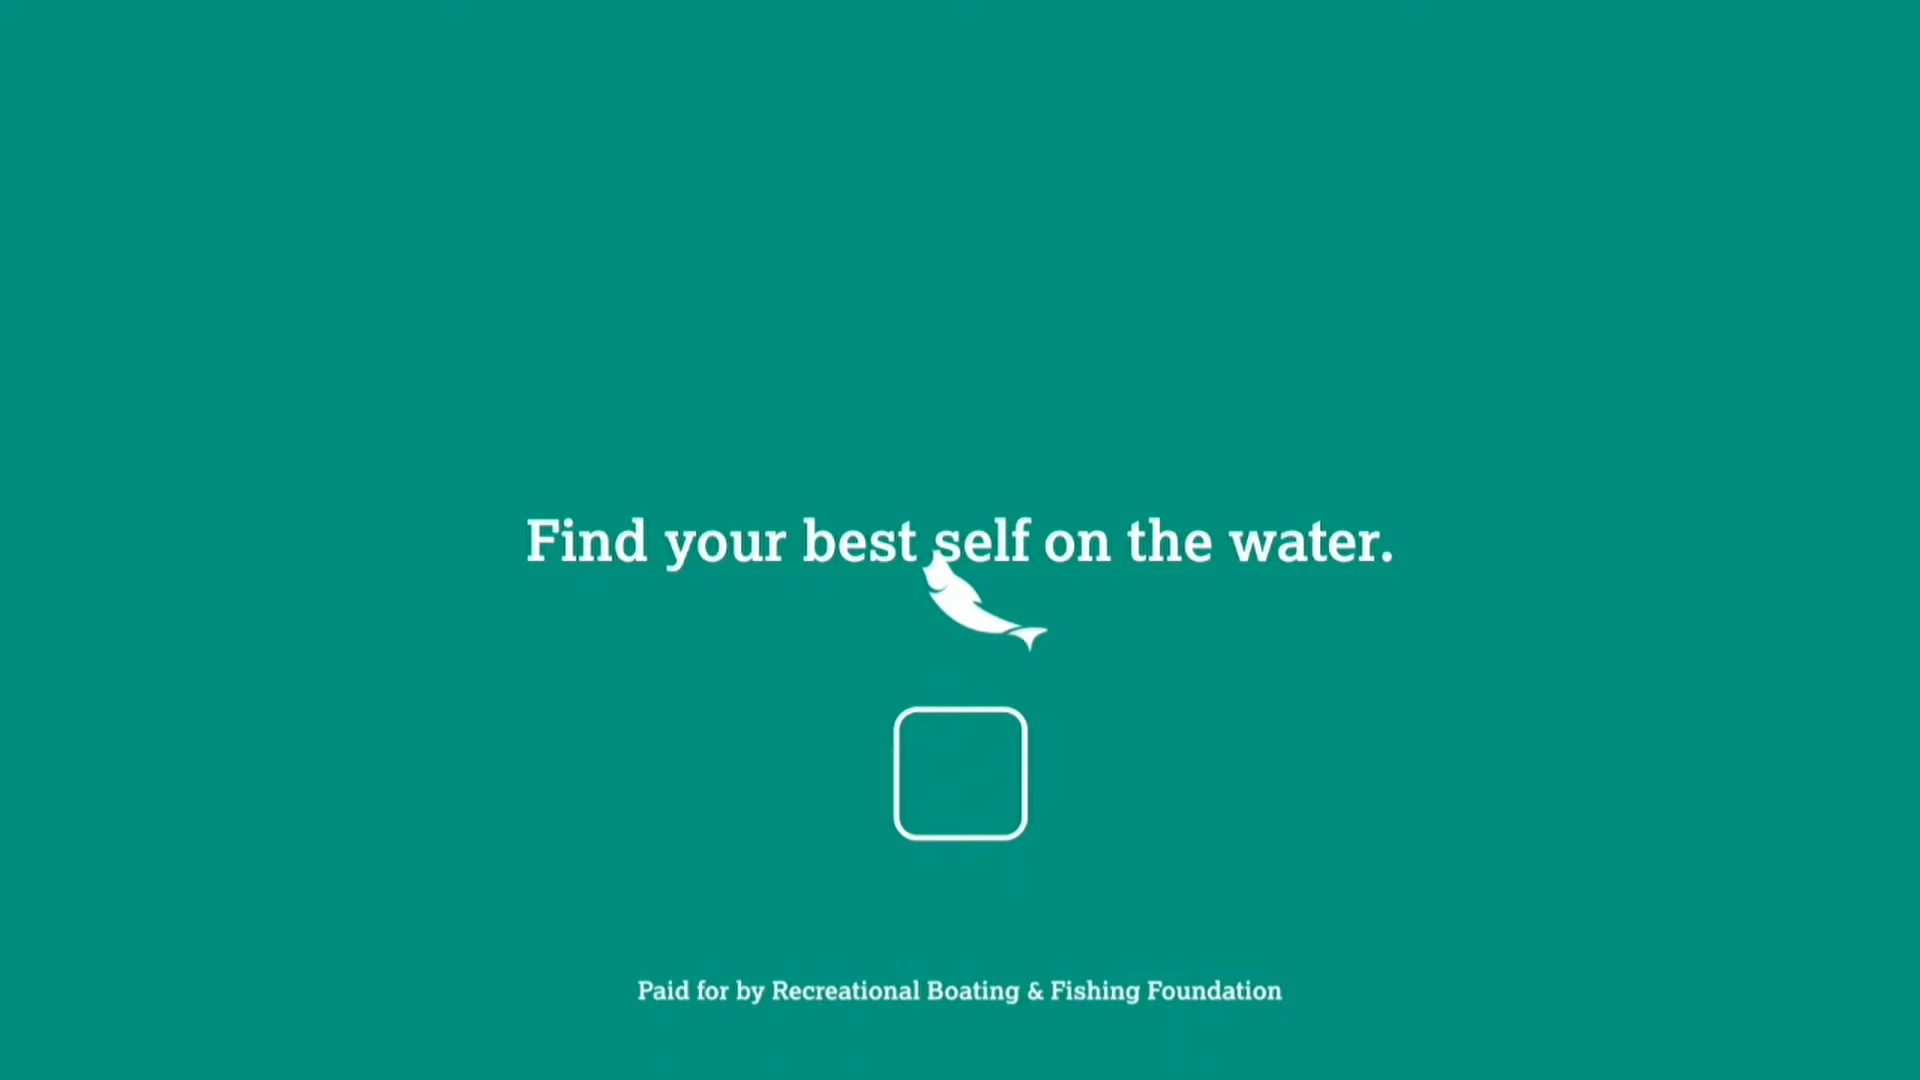 Find your best self on the water.
Paid for by Recreational Boating & Fishing Foundation